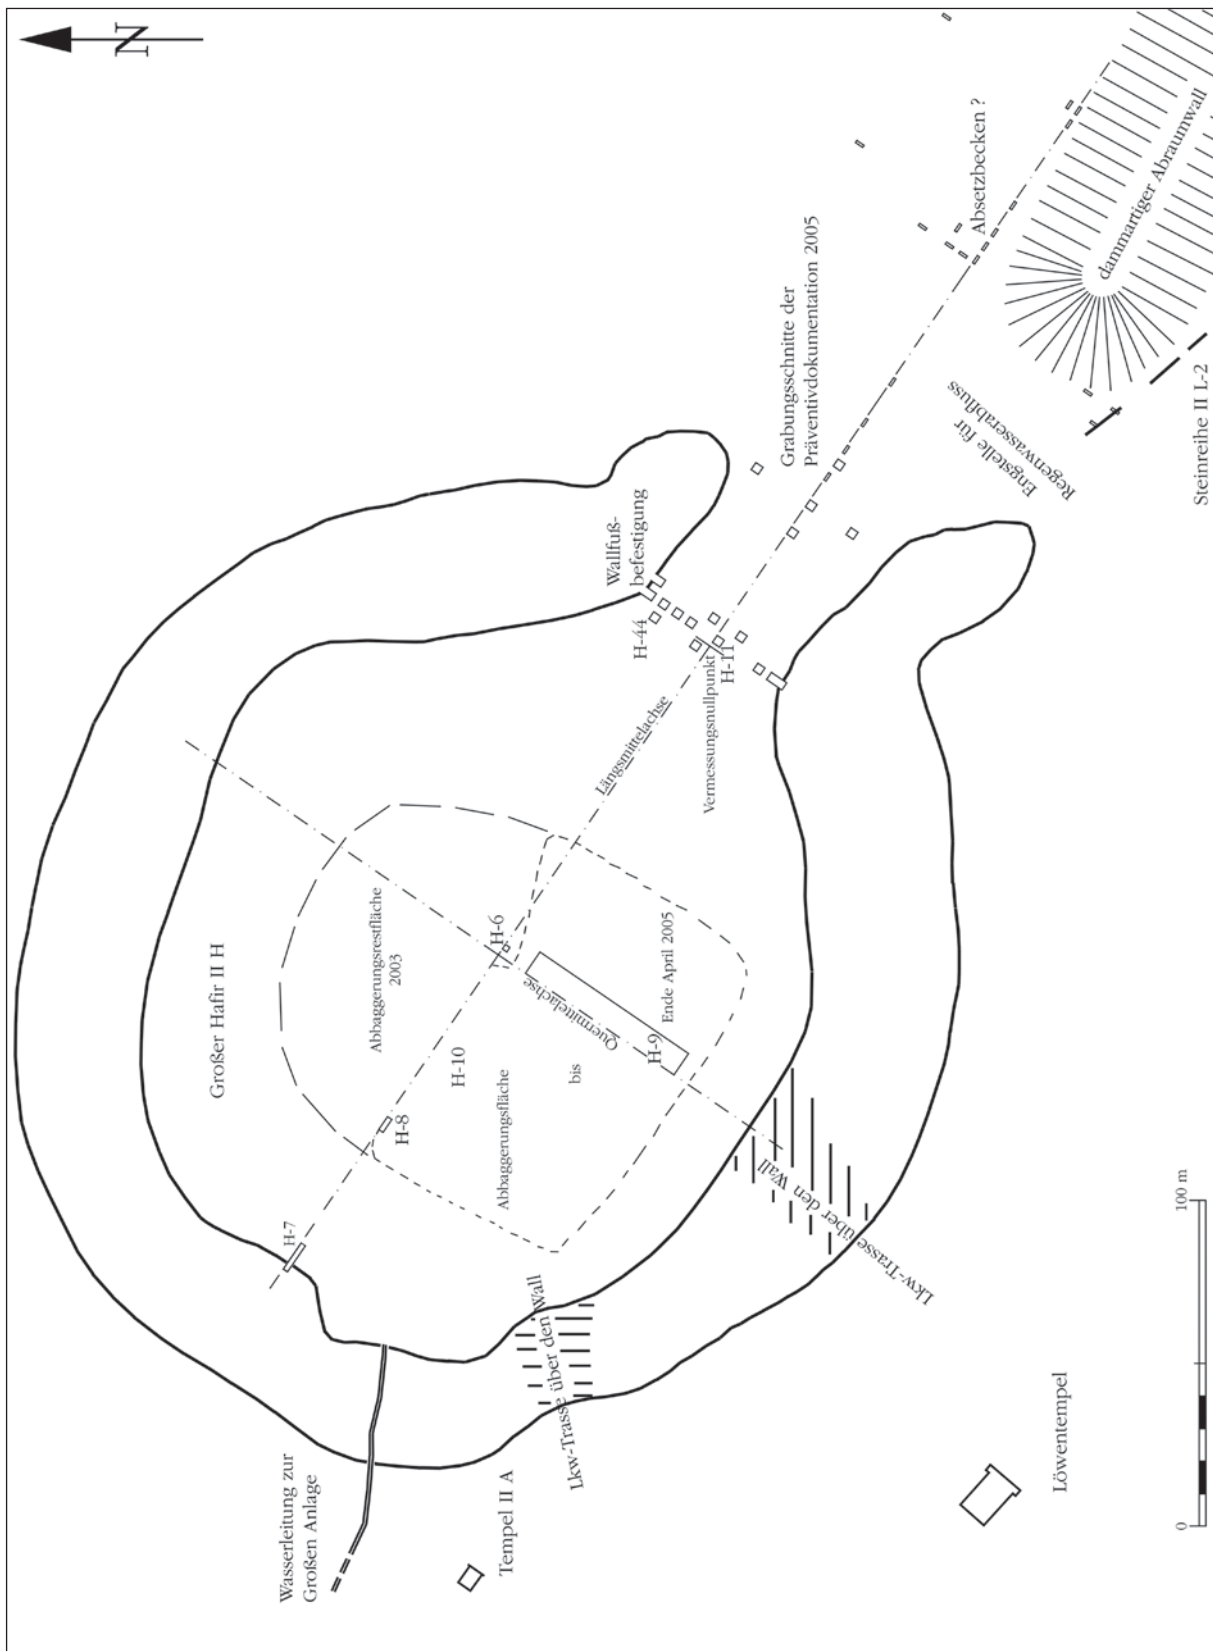 N
Großer Hafir II H
Abbaggerungsrestfläche
2003
H-7
H-8
H-10
H-6
Abbaggerungsfläche
bis
Ende April 2005
H-9
Quermittelachse
Längsmittelachse
Vermessungsnullpunkt
H-11
H-44
Wallfuß-
befestigung
Grabungsschnitte der
Präventivdokumentation 2005
Absetzbecken ?
dammartiger Abraumwall
Engstelle für
Regenwasserabfluss
Steinreihe II L-2
Wasserleitung zur
Großen Anlage
Tempel II A
Lkw-Trasse über den Wall
Lkw-Trasse über den Wall
Löwentempel
0
100 m